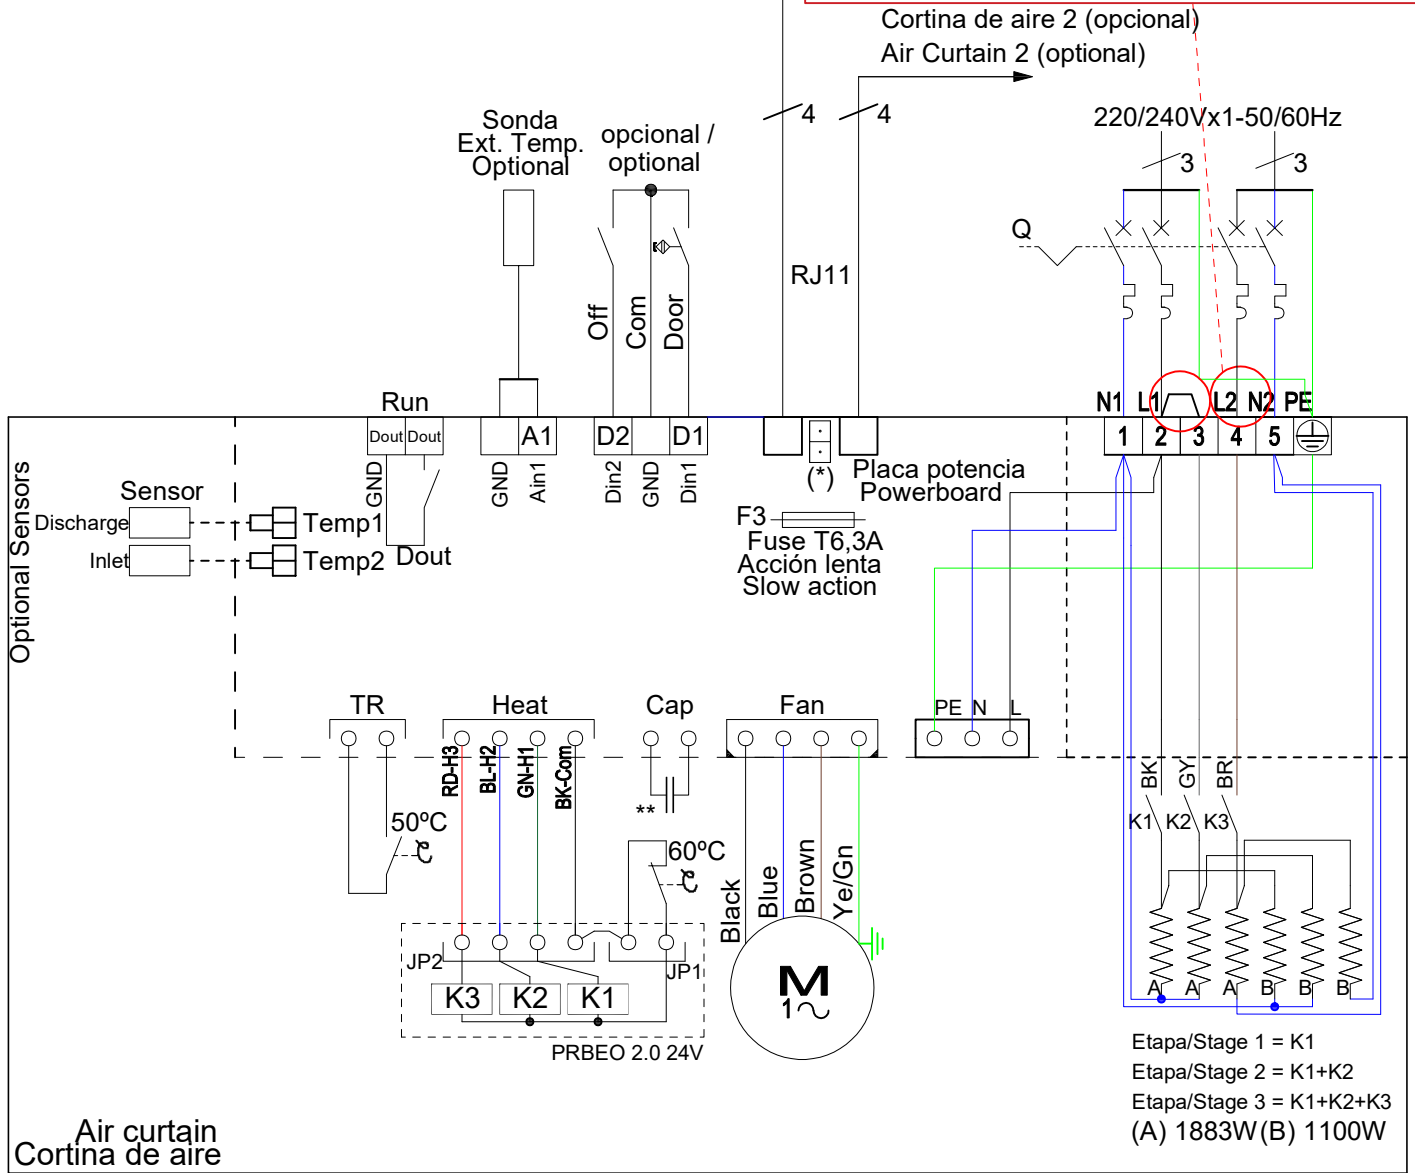 Cortina de aire 2 (opcional)
Air Curtain 2 (optional)
4
4
220/240Vx1-50/60Hz
3
3
Sonda
Ext. Temp.
Optional
opcional /
optional
Q
RJ11
Off
Com
Door
Run
N1 L1 L2 N2 PE
Dout Dout
A1
D2
D1
1 2 3 4 5
GND
GND
Ain1
Din2
GND
Din1
(*)
Placa potencia
Powerboard
Optional Sensors
Sensor
Discharge
Temp1
Inlet
Temp2
Dout
F3
Fuse T6,3A
Acción lenta
Slow action
TR
Heat
Cap
Fan
PE N L
RD-H3
BL-H2
GN-H1
BK-Com
**
BK
GY
BR
50ºC
60ºC
K1 K2 K3
Black
Blue
Brown
Ye/Gn
JP2
JP1
K3
K2
K1
M
1
A A A B B B
PRBEO 2.0 24V
Etapa/Stage 1 = K1
Etapa/Stage 2 = K1+K2
Etapa/Stage 3 = K1+K2+K3
(A) 1883W(B) 1100W
Air curtain
Cortina de aire